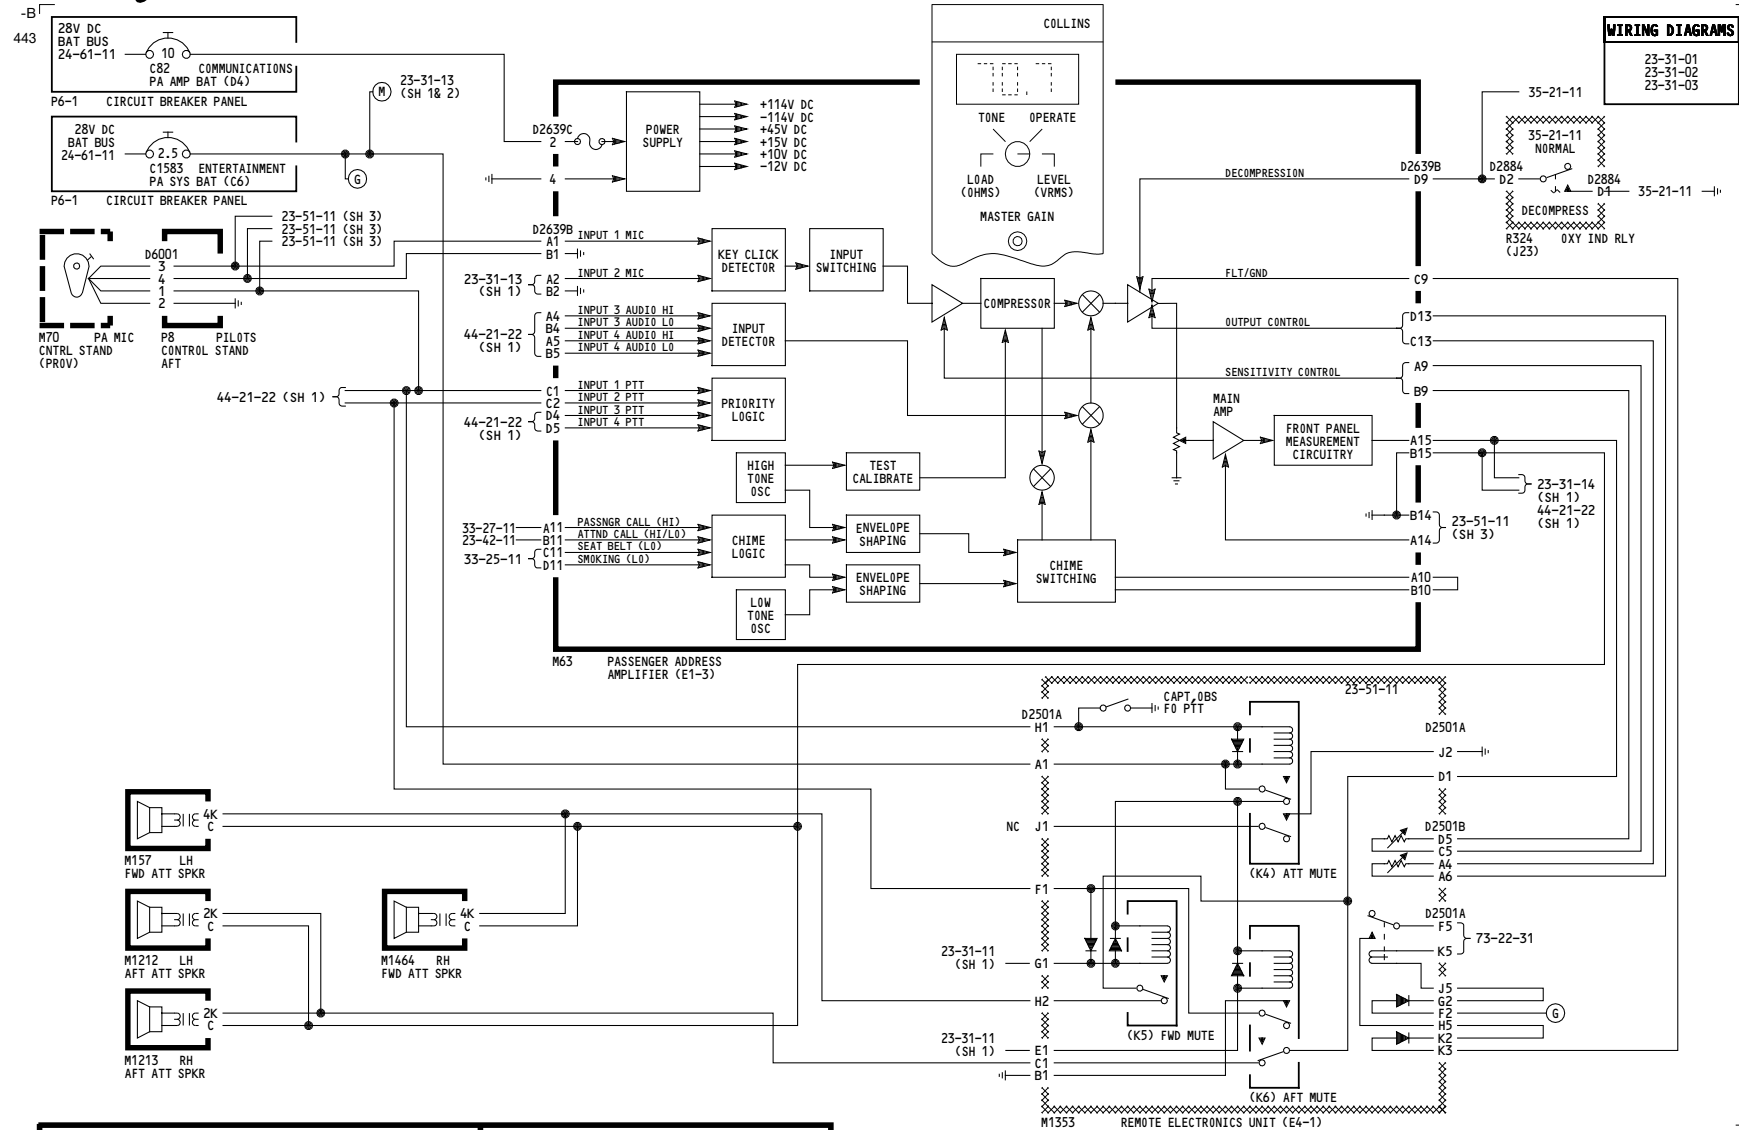 -B
443
28V DC
BAT BUS
24-61-11
10
C82 COMMUNICATIONS
PA AMP BAT (D4)
P6-1 CIRCUIT BREAKER PANEL
28V DC
BAT BUS
24-61-11
2.5
C1583 ENTERTAINMENT
PA SYS BAT (C6)
P6-1 CIRCUIT BREAKER PANEL
M
23-31-13
(SH 1& 2)
G
23-51-11 (SH 3)
23-51-11 (SH 3)
23-51-11 (SH 3)
D6001
3
4
1
2
M70 PA MIC
CNTRL STAND
(PROV)
P8 PILOTS
CONTROL STAND
AFT
44-21-22 (SH 1)
D2639C
2
4
POWER
SUPPLY
+114V DC
-114V DC
+45V DC
+15V DC
+10V DC
-12V DC
D2639B
A1 INPUT 1 MIC
B1
23-31-13
(SH 1)
A2 INPUT 2 MIC
B2
KEY CLICK
DETECTOR
INPUT
SWITCHING
44-21-22
(SH 1)
A4 INPUT 3 AUDIO HI
B4 INPUT 3 AUDIO LO
A5 INPUT 4 AUDIO HI
B5 INPUT 4 AUDIO LO
INPUT
DETECTOR
C1 INPUT 1 PTT
C2 INPUT 2 PTT
44-21-22
(SH 1)
D4 INPUT 3 PTT
D5 INPUT 4 PTT
PRIORITY
LOGIC
HIGH
TONE
OSC
TEST
CALIBRATE
33-27-11 A11 PASSNGR CALL (HI)
23-42-11 B11 ATTND CALL (HI/LO)
33-25-11
C11 SEAT BELT (LO)
D11 SMOKING (LO)
CHIME
LOGIC
ENVELOPE
SHAPING
ENVELOPE
SHAPING
LOW
TONE
OSC
CHIME
SWITCHING
COMPRESSOR
COLLINS
70.7
TONE OPERATE
LOAD
(OHMS)
LEVEL
(VRMS)
MASTER GAIN
DECOMPRESSION
FLT/GND
OUTPUT CONTROL
SENSITIVITY CONTROL
MAIN
AMP
FRONT PANEL
MEASUREMENT
CIRCUITRY
D2639B
D9
C9
D13
C13
A9
B9
A15
B15
B14
A14
A10
B10
23-31-14
(SH 1)
44-21-22
(SH 1)
23-51-11
(SH 3)
M63 PASSENGER ADDRESS
AMPLIFIER (E1-3)
WIRING DIAGRAMS
23-31-01
23-31-02
23-31-03
35-21-11
35-21-11
NORMAL
D2884
D2
D2884
D1
35-21-11
DECOMPRESS
R324 OXY IND RLY
(J23)
23-51-11
CAPT,OBS
FO PTT
D2501A
H1
A1
NC J1
F1
23-31-11
(SH 1)
G1
H2
23-31-11
(SH 1)
E1
C1
B1
(K4) ATT MUTE
(K5) FWD MUTE
(K6) AFT MUTE
D2501A
J2
D1
D2501B
D5
C5
A4
A6
D2501A
F5
K5
73-22-31
J5
G2
F2
G
H5
K2
K3
M1353 REMOTE ELECTRONICS UNIT (E4-1)
4K
C
M157 LH
FWD ATT SPKR
2K
C
M1212 LH
AFT ATT SPKR
4K
C
M1464 RH
FWD ATT SPKR
2K
C
M1213 RH
AFT ATT SPKR